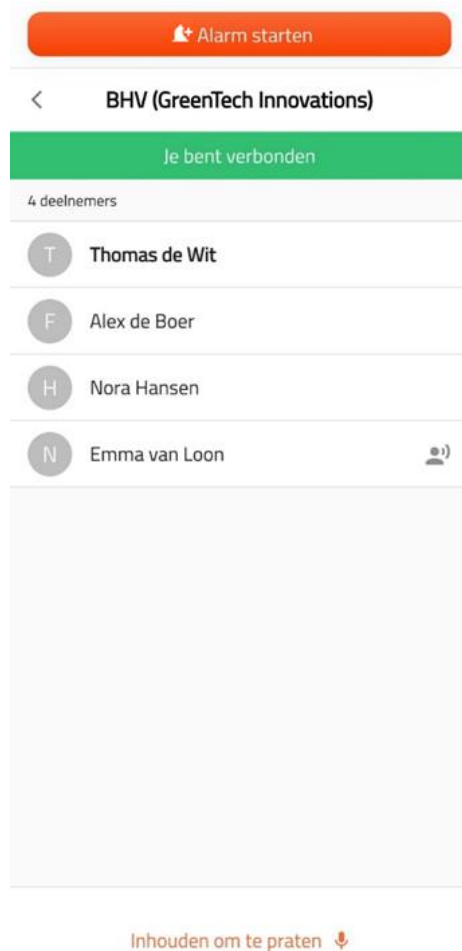 Alarm starten
BHV (GreenTech Innovations)
Je bent verbonden
4 deelnemers
T Thomas de Wit
F Alex de Boer
H Nora Hansen
N Emma van Loon
Inhouden om te praten